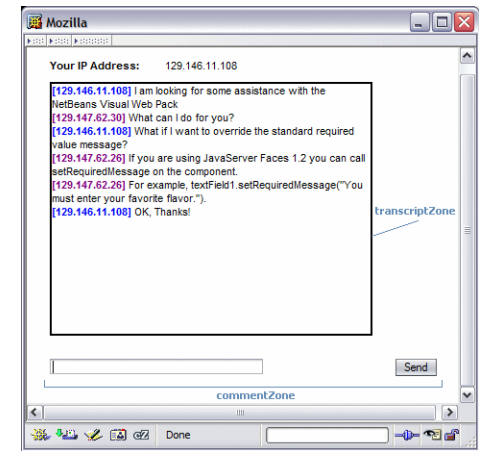 Mozilla
Your IP Address: 129.146.11.108
[129.146.11.108] I am looking for some assistance with the
NetBeans Visual Web Pack
[129.147.62.30] What can I do for you?
[129.146.11.108] What if I want to override the standard required
value message?
[129.147.62.26] If you are using JavaServer Faces 1.2 you can call
setRequiredMessage on the component.
[129.147.62.26] For example, textField1.setRequiredMessage("You
must enter your favorite flavor.").
[129.146.11.108] OK, Thanks!
transcriptZone
Send
commentZone
Done